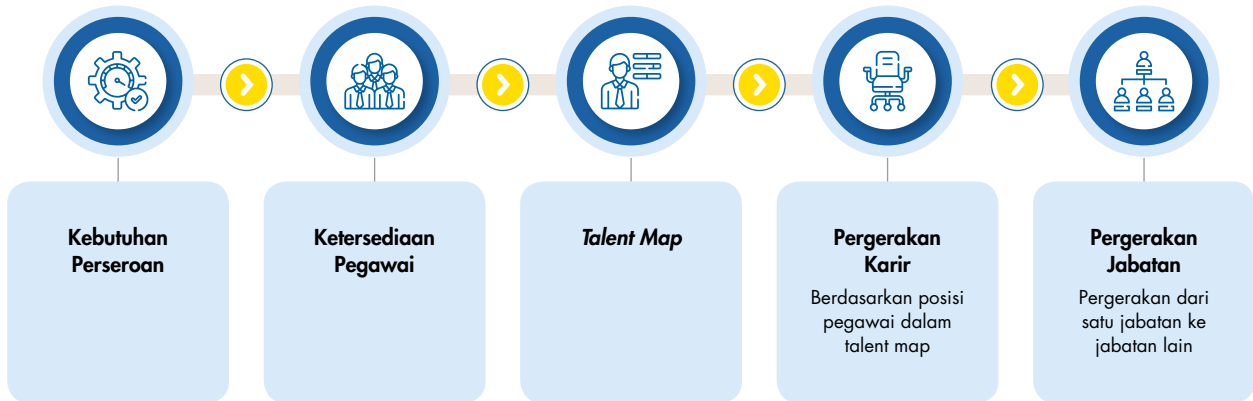 Kebutuhan
Perseroan
Ketersediaan
Pegawai
Talent Map
Pergerakan
Karir
Berdasarkan posisi
pegawai dalam
talent map
Pergerakan
Jabatan
Pergerakan dari
satu jabatan ke
jabatan lain